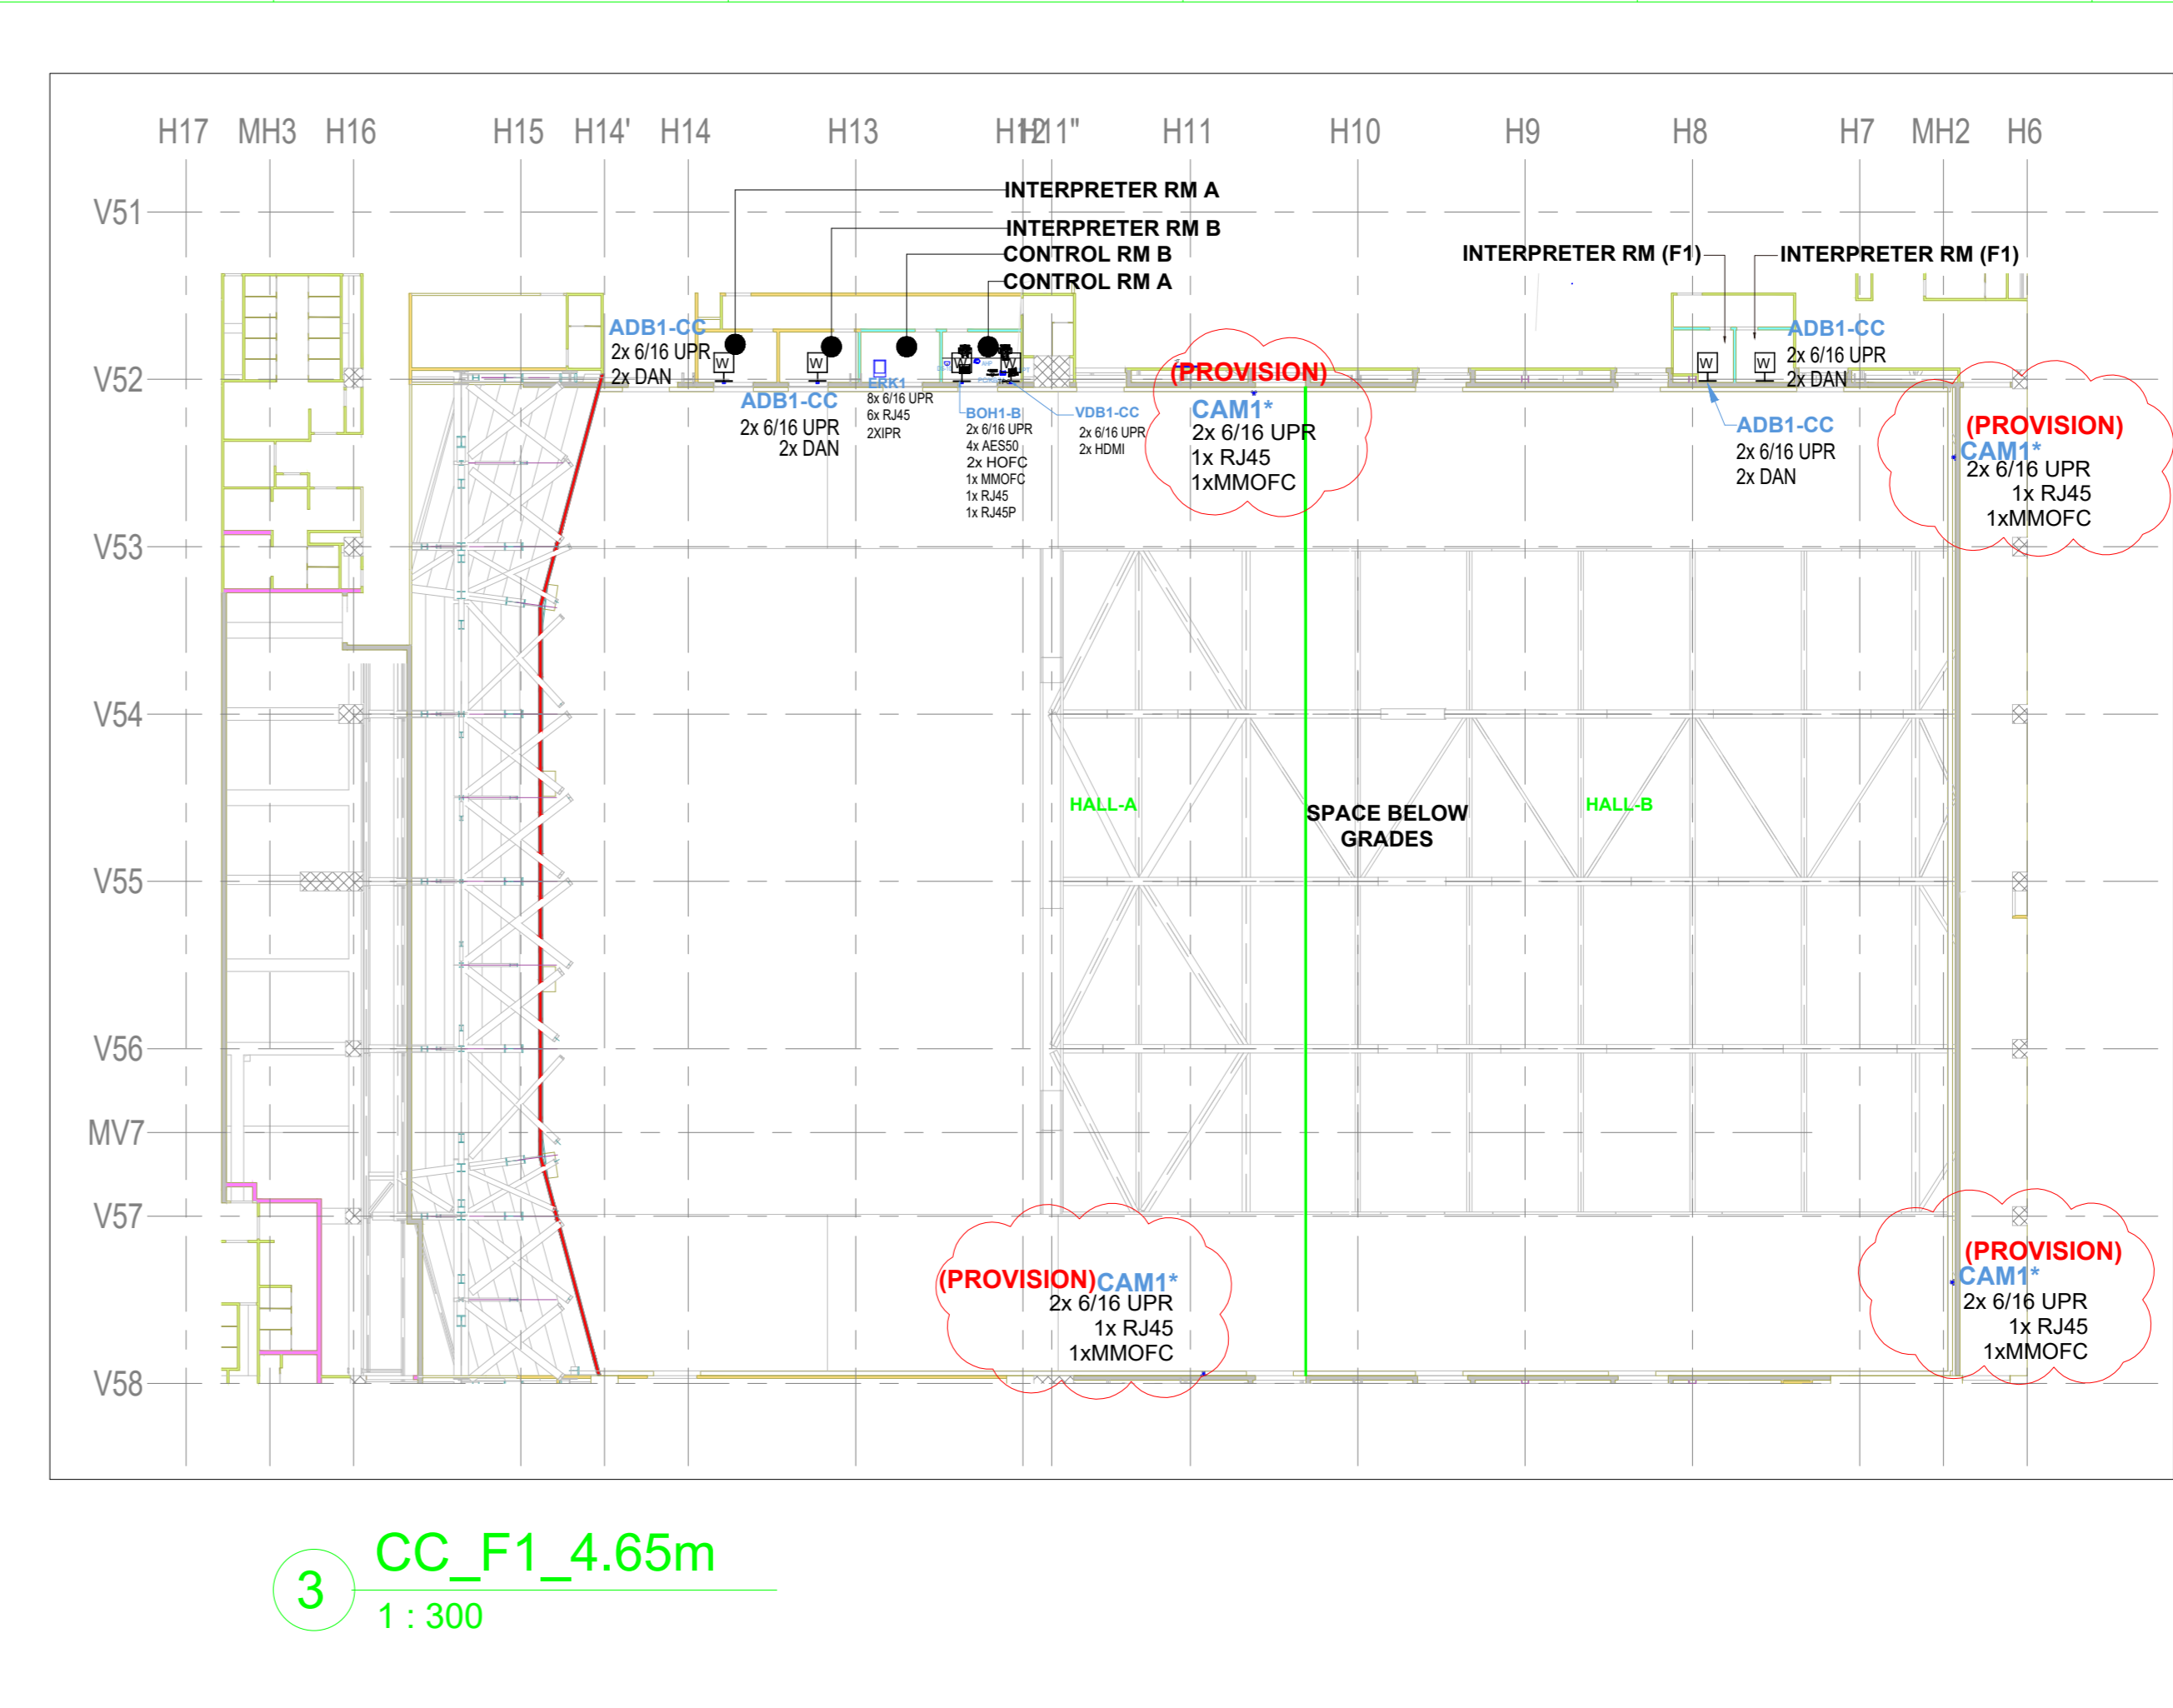 H17 MH3 H16 H15 H14' H14 H13 H12 H11" H11 H10 H9 H8 H7 MH2 H6
V51
V52
V53
V54
V55
V56
MV7
V57
V58
INTERPRETER RM A
INTERPRETER RM B
CONTROL RM B
CONTROL RM A
INTERPRETER RM (F1)
INTERPRETER RM (F1)
ADB1-CC
2x 6/16 UPR
2x DAN
W
W
W
W
W
W
ADB1-CC
2x 6/16 UPR
2x DAN
ERK1
8x 6/16 UPR
6x RJ45
2XIPR
BOH1-B
2x 6/16 UPR
4x AES50
2x HOFC
1x MMOFC
1x RJ45
1x RJ45P
VDB1-CC
2x 6/16 UPR
2x HDMI
(PROVISION)
CAM1*
2x 6/16 UPR
1x RJ45
1xMMOFC
ADB1-CC
2x 6/16 UPR
2x DAN
ADB1-CC
2x 6/16 UPR
2x DAN
(PROVISION)
CAM1*
2x 6/16 UPR
1x RJ45
1xMMOFC
HALL-A
SPACE BELOW
GRADES
HALL-B
(PROVISION)CAM1*
2x 6/16 UPR
1x RJ45
1xMMOFC
(PROVISION)
CAM1*
2x 6/16 UPR
1x RJ45
1xMMOFC
3
CC_F1_4.65m
1 : 300